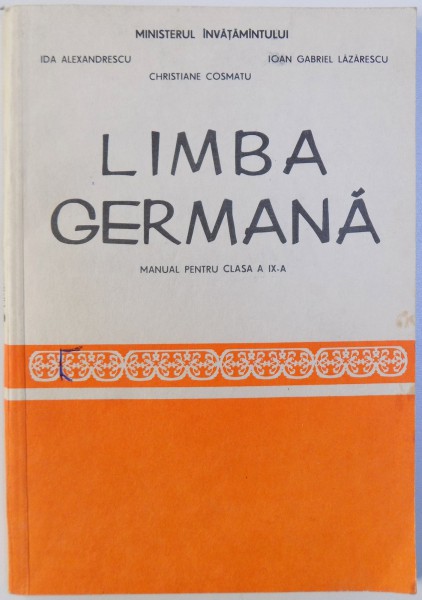 MINISTERUL ÎNVĂȚĂMÎNTULUI
IDA ALEXANDRESCU IOAN GABRIEL LĂZĂRESCU
CHRISTIANE COSMATU
LIMBA
GERMANĂ
MANUAL PENTRU CLASA A IX-A